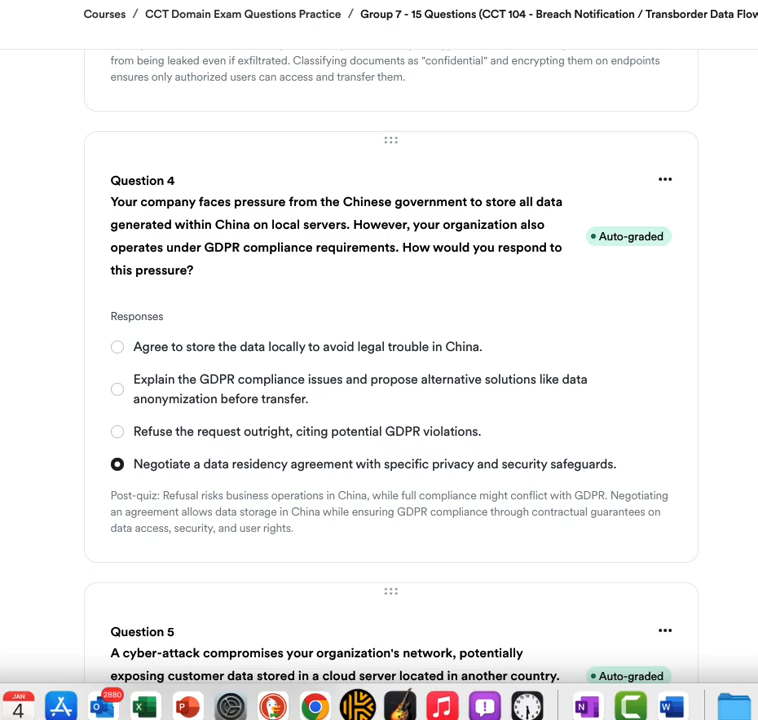 Courses / CCT Domain Exam Questions Practice / Group 7 - 15 Questions (CCT 104 - Breach Notification / Transborder Data Flow
from being leaked even if exfiltrated. Classifying documents as "confidential" and encrypting them on endpoints
ensures only authorized users can access and transfer them.
Question 4
Your company faces pressure from the Chinese government to store all data
generated within China on local servers. However, your organization also
Auto-graded
operates under GDPR compliance requirements. How would you respond to
this pressure?
Responses
Agree to store the data locally to avoid legal trouble in China.
Explain the GDPR compliance issues and propose alternative solutions like data
anonymization before transfer.
Refuse the request outright, citing potential GDPR violations.
Negotiate a data residency agreement with specific privacy and security safeguards.
Post-quiz: Refusal risks business operations in China, while full compliance might conflict with GDPR. Negotiating
an agreement allows data storage in China while ensuring GDPR compliance through contractual guarantees on
data access, security, and user rights.
Question 5
A cyber-attack compromises your organization's network, potentially
exposing customer data stored in a cloud server located in another country.
Auto-graded
JAN
4
2880